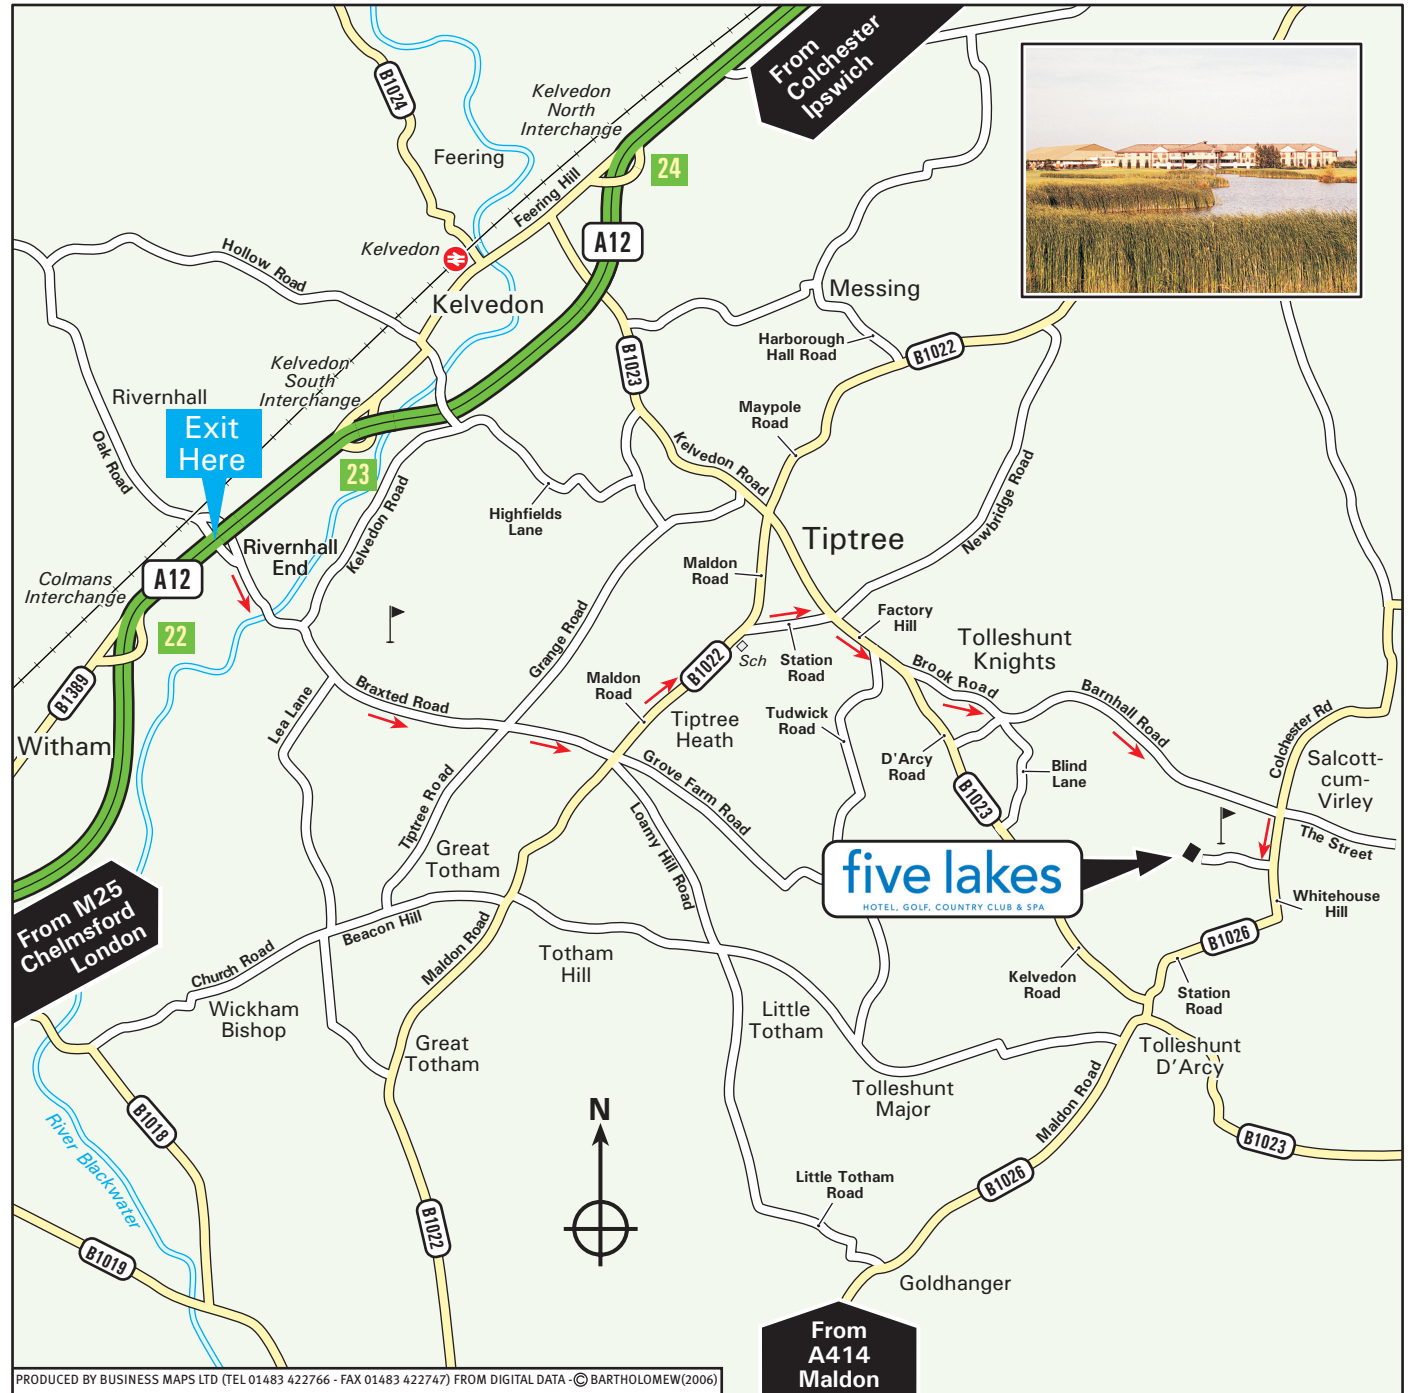 From
Colchester
Ipswich
B1024
Kelvedon
North
Interchange
Feering
24
Feering Hill
A12
Kelvedon
Hollow Road
Kelvedon
Messing
Harborough
Hall Road
B1022
B1023
Kelvedon
South
Interchange
Rivernhall
Exit
Here
Maypole
Road
Oak Road
23
Kelvedon Road
Kelvedon Road
Highfields
Lane
Newbridge Road
Tiptree
Rivernhall
End
A12
Colmans
Interchange
22
Maldon
Road
Factory
Hill
Grange Road
Sch
Station
Road
Tolleshunt
Knights
B1389
Lea Lane
Braxted Road
Maldon
Road
B1022
Brook Road
Barnhall Road
Tiptree
Heath
Tudwick
Road
Colchester Rd
Witham
D'Arcy
Road
Blind
Lane
Salcott-
cum-
Virley
Grove Farm Road
Tiptree Road
B1023
Loamy Hill Road
The Street
Great
Totham
five lakes
HOTEL, GOLF, COUNTRY CLUB & SPA
From M25
Chelmsford
London
Whitehouse
Hill
Beacon Hill
Maldon Road
B1026
Church Road
Totham
Hill
Kelvedon
Road
Station
Road
Wickham
Bishop
Little
Totham
Great
Totham
Tolleshunt
D'Arcy
Tolleshunt
Major
N
Maldon Road
B1018
River Blackwater
B1023
Little Totham
Road
B1026
B1022
B1019
Goldhanger
From
A414
Maldon
PRODUCED BY BUSINESS MAPS LTD (TEL 01483 422766 - FAX 01483 422747) FROM DIGITAL DATA - © BARTHOLOMEW(2006)